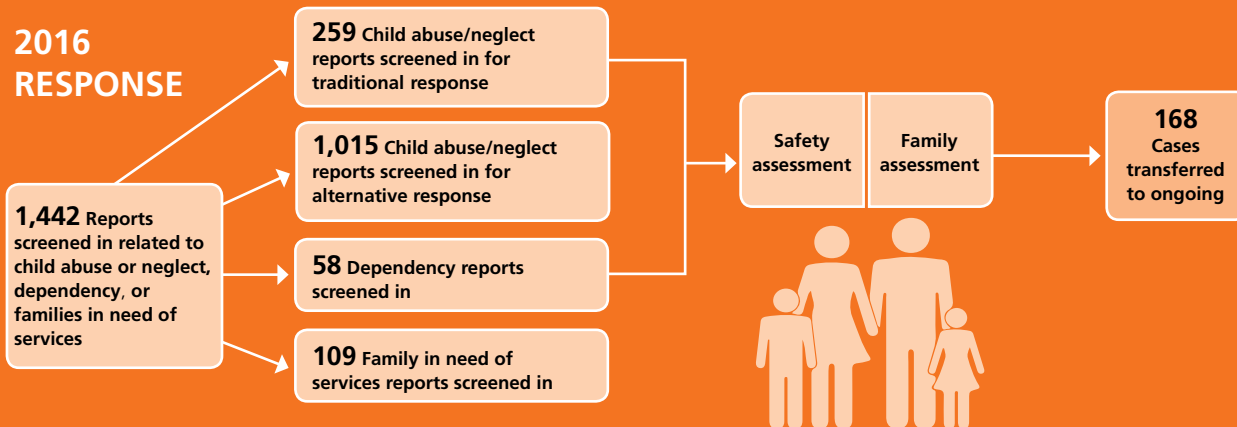 2016
RESPONSE
1,442 Reports
screened in related to
child abuse or neglect,
dependency, or
families in need of
services
259 Child abuse/neglect
reports screened in for
traditional response
1,015 Child abuse/neglect
reports screened in for
alternative response
58 Dependency reports
screened in
109 Family in need of
services reports screened in
Safety
assessment
Family
assessment
168
Cases
transferred
to ongoing